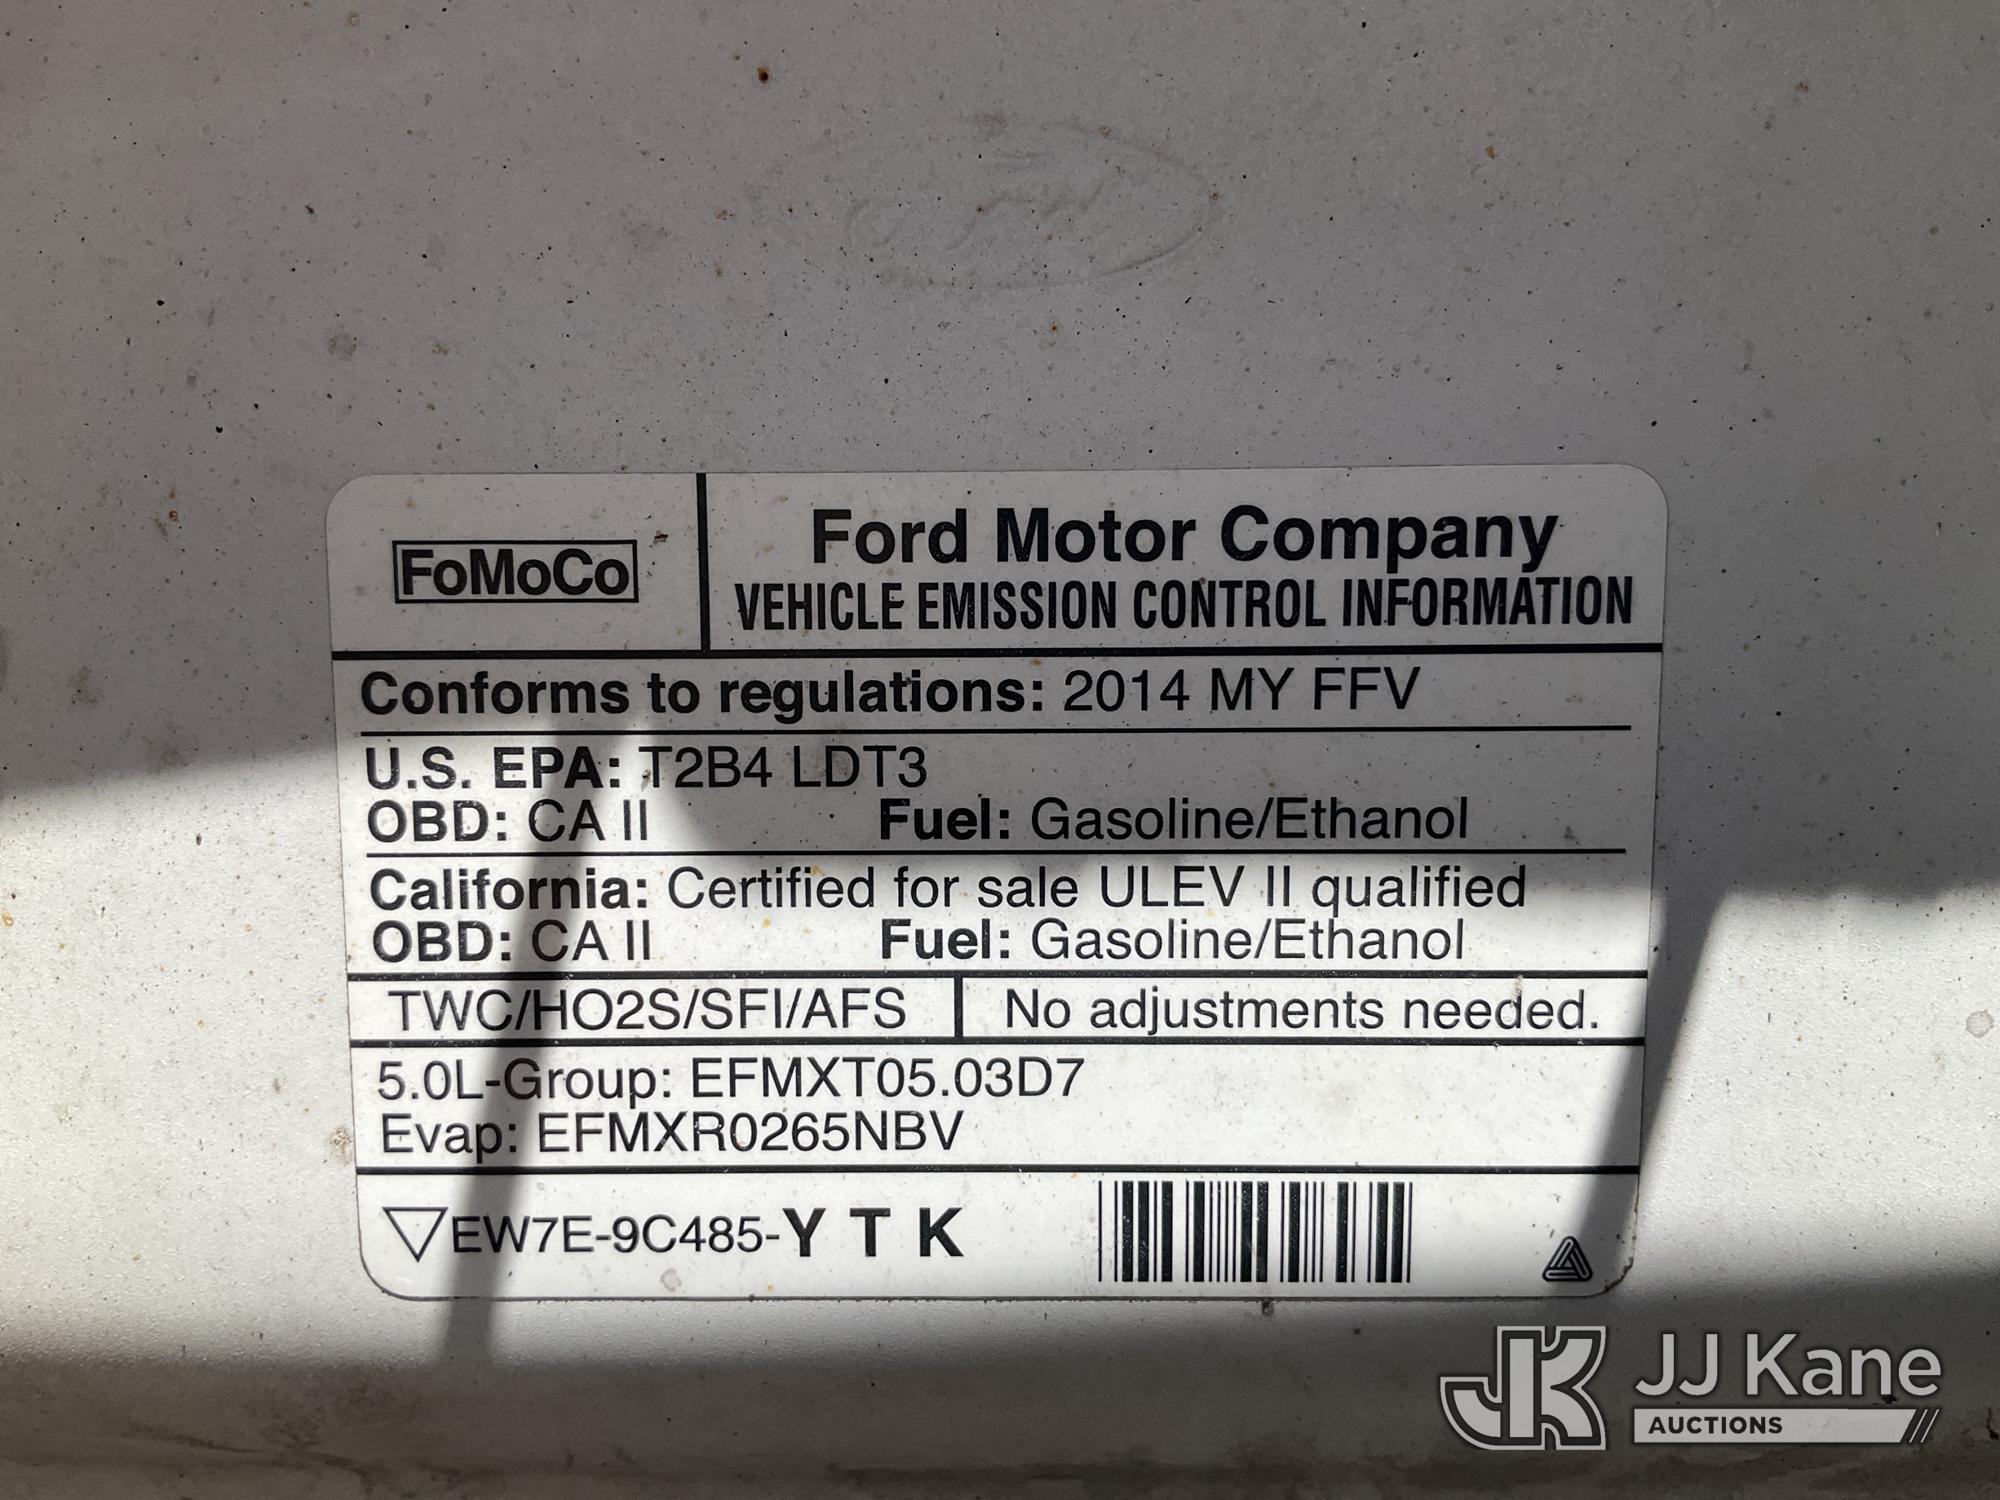 FoMoCo
Ford Motor Company
VEHICLE EMISSION CONTROL INFORMATION
Conforms to regulations: 2014 MY FFV
U.S. EPA: T2B4 LDT3
OBD: CA II Fuel: Gasoline/Ethanol
California: Certified for sale ULEV II qualified
OBD: CA II Fuel: Gasoline/Ethanol
TWC/HO2S/SFI/AFS No adjustments needed.
5.0L-Group: EFMXT05.03D7
Evap: EFMXR0265NBV
EW7E-9C485-Y T K
JK JJ Kane
AUCTIONS